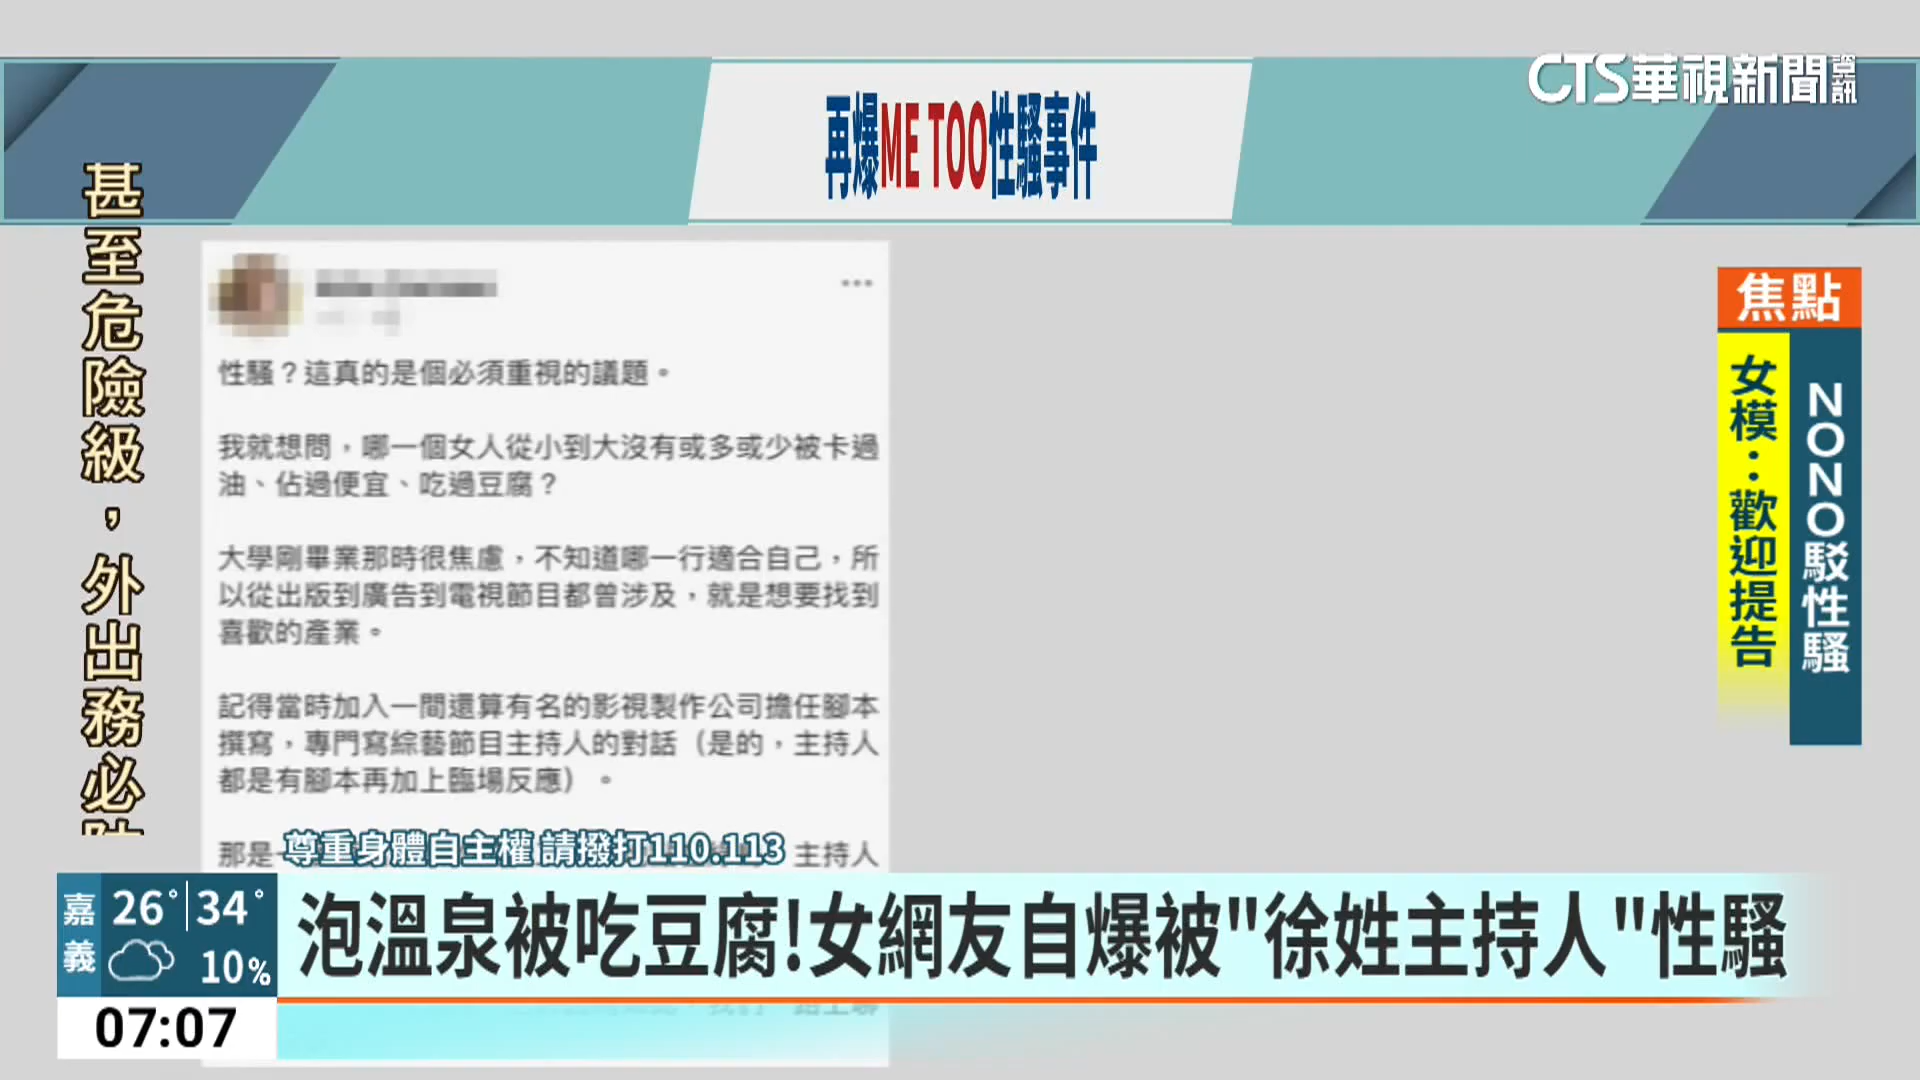 再爆ME TOO性騷事件
CTS華視新聞資訊
甚至危險級，外出務必
焦點
NONO駁性騷
女模：歡迎提告
性騷？這真的是個必須重視的議題。
我就想問，哪一個女人從小到大沒有或多或少被卡過
油、佔過便宜、吃過豆腐？
大學剛畢業那時很焦慮，不知道哪一行適合自己，所
以從出版到廣告到電視節目都曾涉及，就是想要找到
喜歡的產業。
記得當時加入一間還算有名的影視製作公司擔任腳本
撰寫，專門寫綜藝節目主持人的對話（是的，主持人
都是有腳本再加上臨場反應）。
那是
主持人
尊重身體自主權 請撥打110.113
泡溫泉被吃豆腐!女網友自爆被"徐姓主持人"性騷
嘉義
26° 34°
10%
07:07